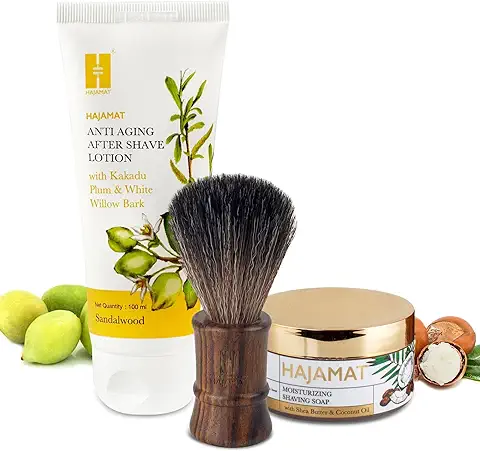 HAJAMAT
HAJAMAT
ANTI AGING
AFTER SHAVE
LOTION
with Kakadu
Plum & White
Willow Bark
Net Quantity : 100 ml
Sandalwood
HAJAMAT
MOISTURIZING
SHAVING SOAP
with Shea Butter & Coconut Oil